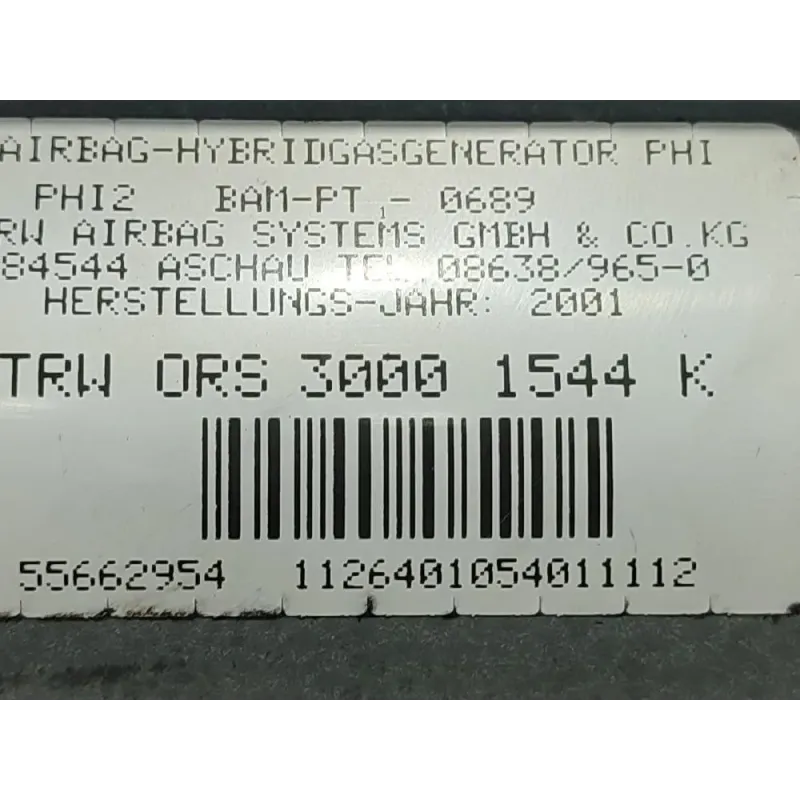 AIRBAG-HYBRIDGASGENERATOR PHI
PHI2 BAM-PT₁- 0689
RW AIRBAG SYSTEMS GMBH & CO.KG
84544 ASCHAU TEL.08638/965-0
HERSTELLUNGS-JAHR: 2001
TRW ORS 3000 1544 K
55662954 1126401054011112